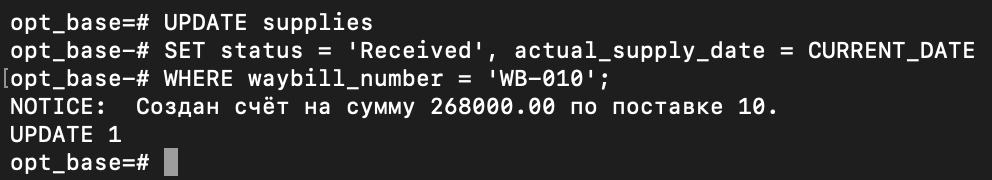 opt_base=# UPDATE supplies
opt_base-# SET status = 'Received', actual_supply_date = CURRENT_DATE
[opt_base-# WHERE waybill_number = 'WB-010';
NOTICE:  Создан счёт на сумму 268000.00 по поставке 10.
UPDATE 1
opt_base=#